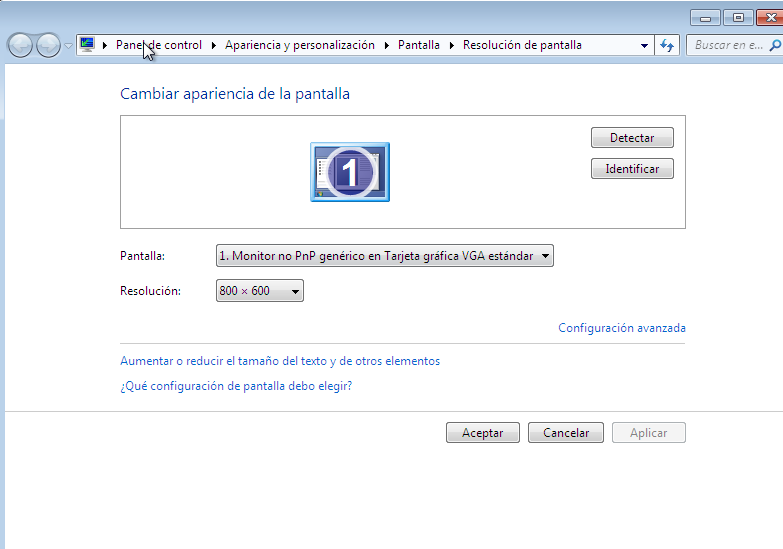 Panel de control ▸ Apariencia y personalización ▸ Pantalla ▸ Resolución de pantalla
Buscar en e...
Cambiar apariencia de la pantalla
1
Detectar
Identificar
Pantalla: 1. Monitor no PnP genérico en Tarjeta gráfica VGA estándar
Resolución: 800 × 600
Configuración avanzada
Aumentar o reducir el tamaño del texto y de otros elementos
¿Qué configuración de pantalla debo elegir?
Aceptar Cancelar Aplicar